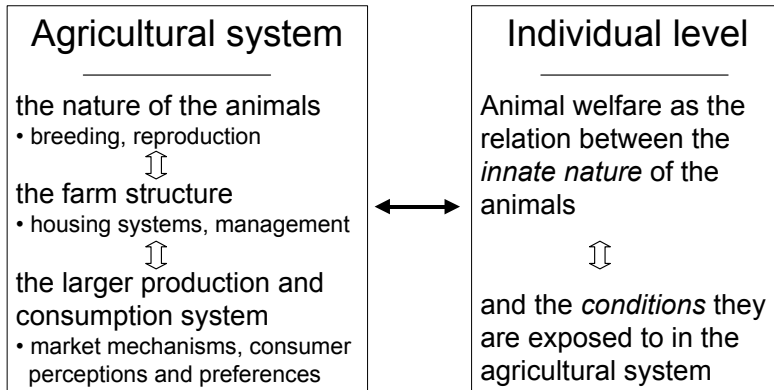 Agricultural system
the nature of the animals
• breeding, reproduction
the farm structure
• housing systems, management
the larger production and
consumption system
• market mechanisms, consumer
perceptions and preferences
Individual level
Animal welfare as the
relation between the
innate nature of the
animals
and the conditions they
are exposed to in the
agricultural system